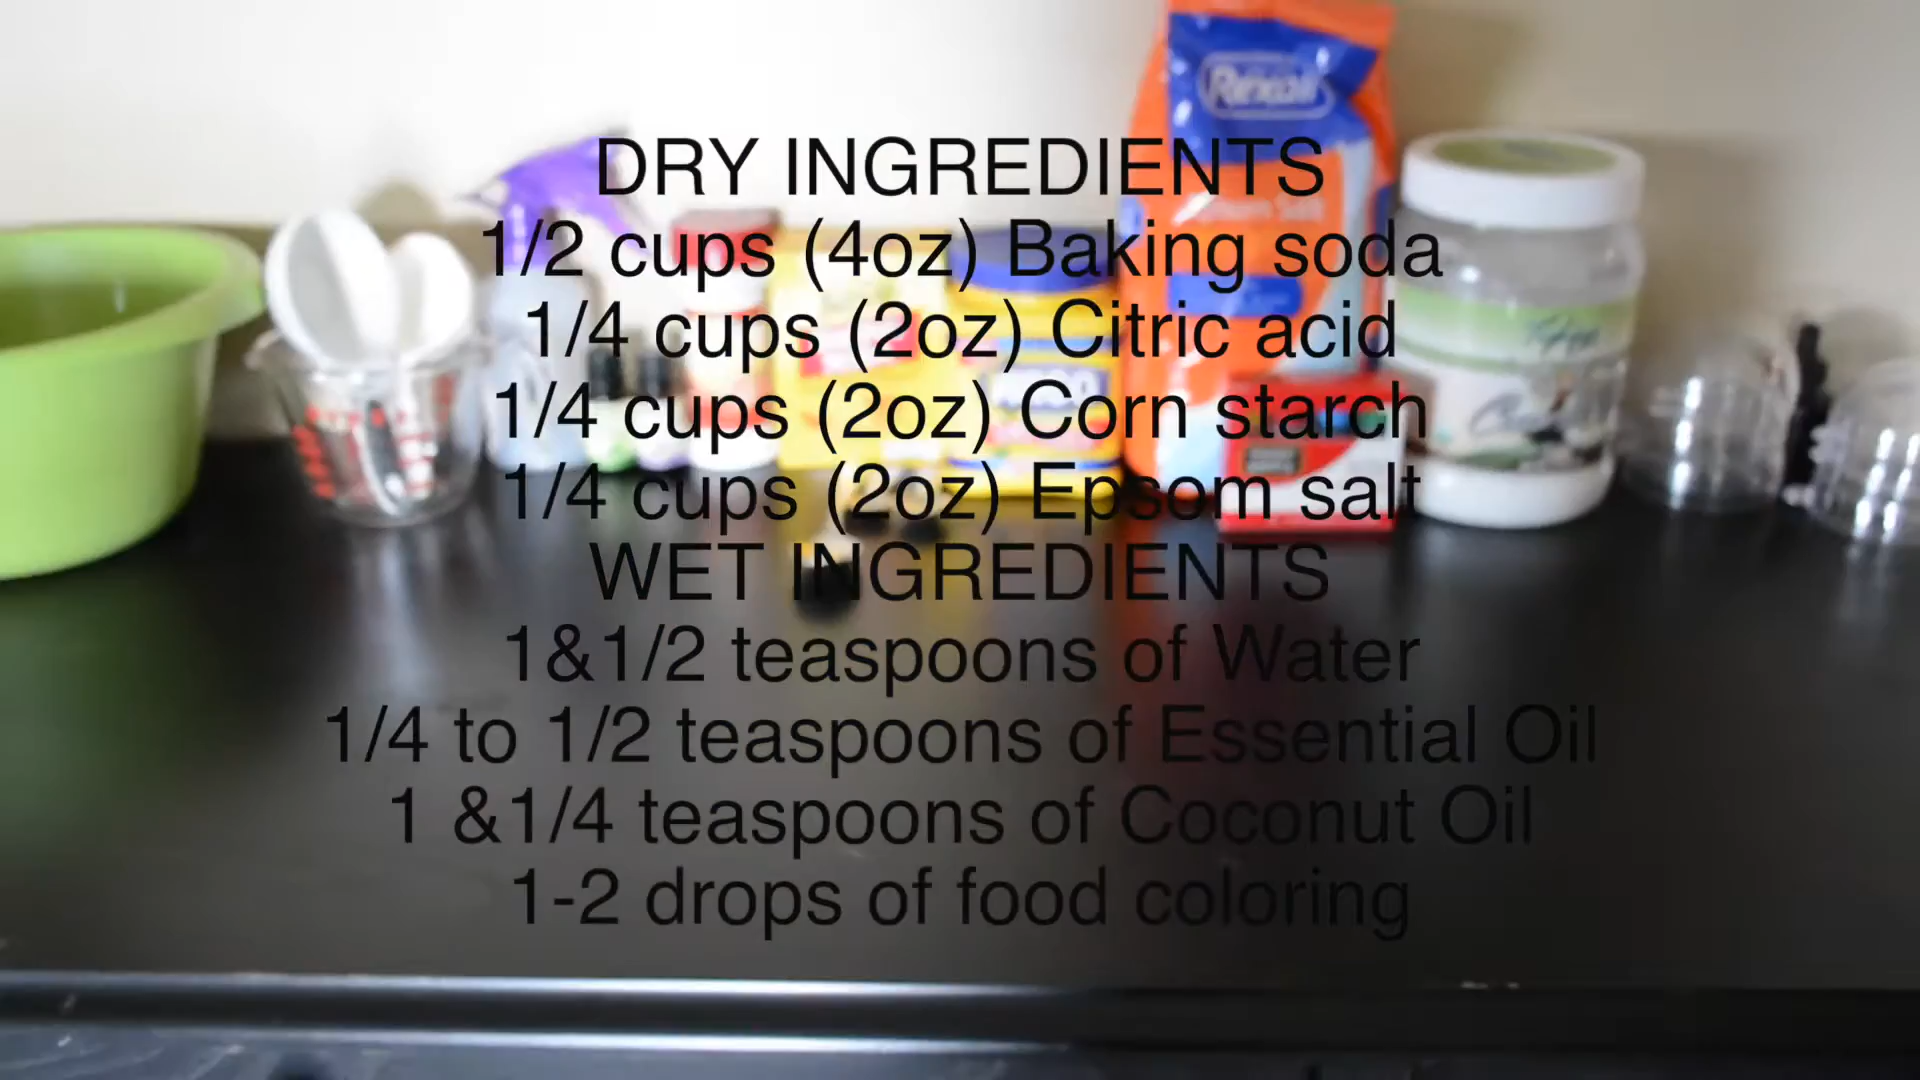 Rexall
DRY INGREDIENTS
1/2 cups (4oz) Baking soda
1/4 cups (2oz) Citric acid
1/4 cups (2oz) Corn starch
1/4 cups (2oz) Epsom salt
WET INGREDIENTS
1&1/2 teaspoons of Water
1/4 to 1/2 teaspoons of Essential Oil
1 &1/4 teaspoons of Coconut Oil
1-2 drops of food coloring